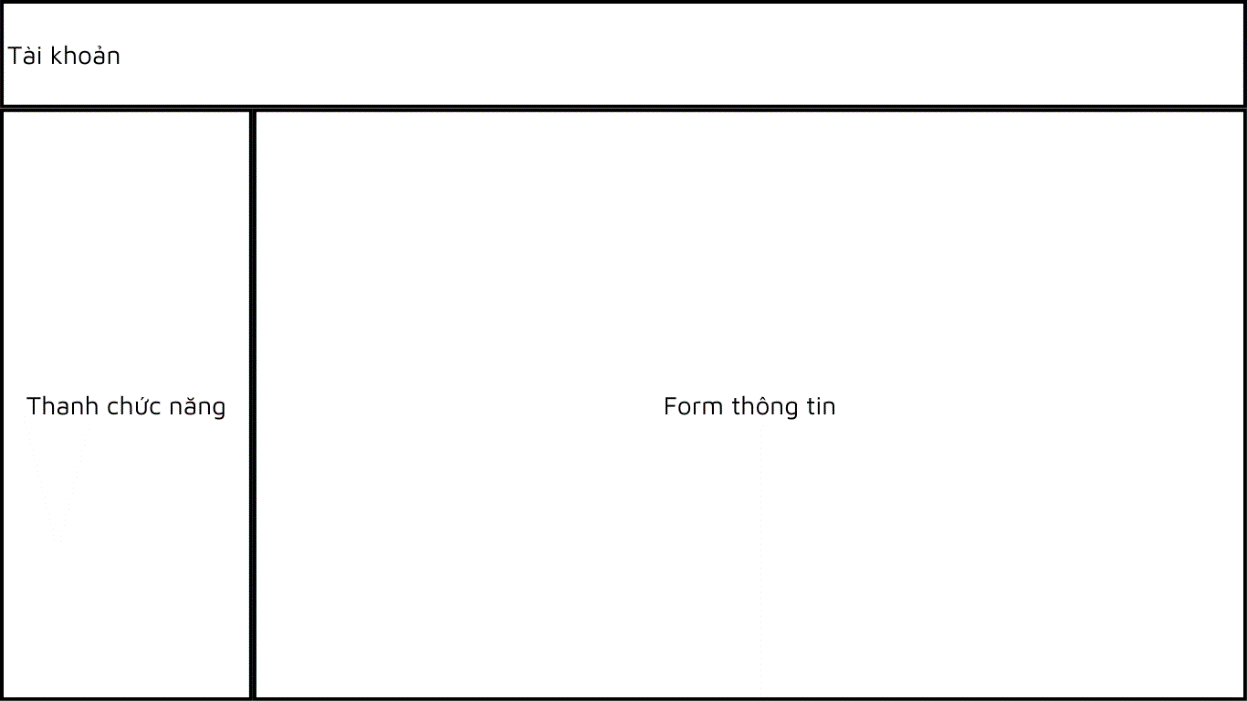 Tài khoản
Thanh chức năng
Form thông tin